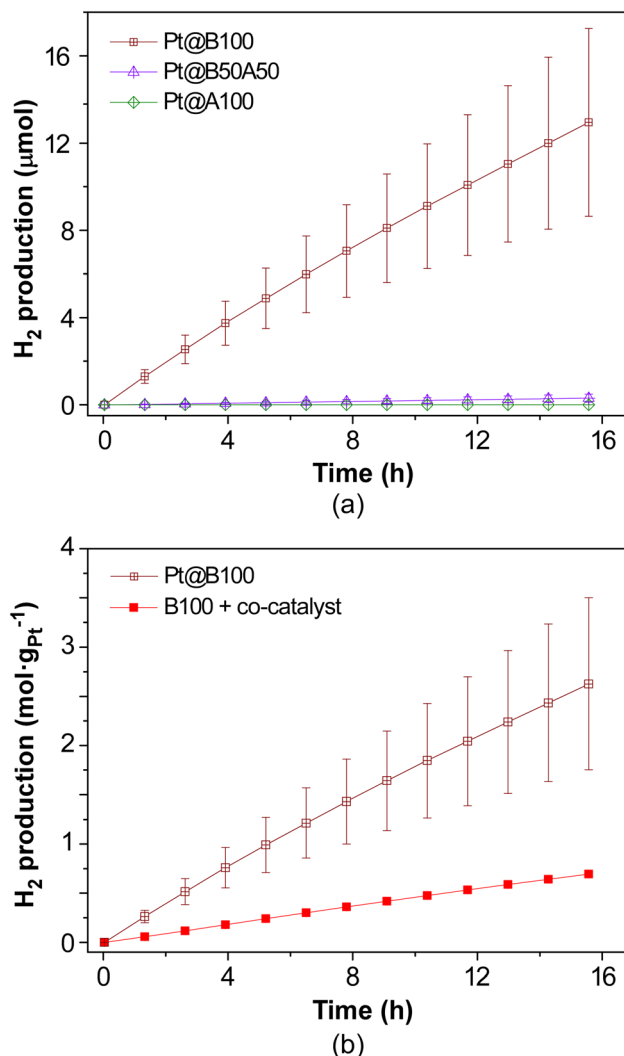 Pt@B100
Pt@B50A50
Pt@A100
H₂ production (μmol)
16
12
8
4
0
0 4 8 12 16
Time (h)
(a)
Pt@B100
B100 + co-catalyst
H₂ production (mol·gPt⁻¹)
4
3
2
1
0
0 4 8 12 16
Time (h)
(b)